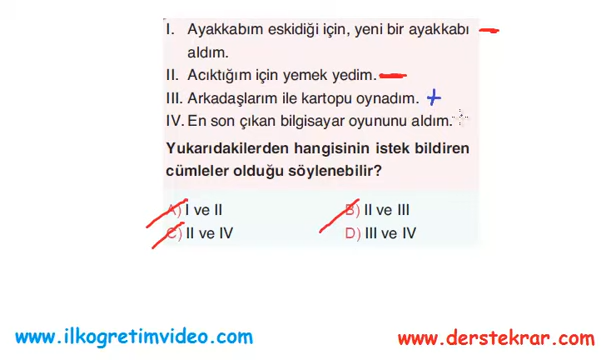 I. Ayakkabım eskidiği için, yeni bir ayakkabı
aldım.
II. Acıktığım için yemek yedim.
III. Arkadaşlarım ile kartopu oynadım.
IV. En son çıkan bilgisayar oyununu aldım.
Yukarıdakilerden hangisinin istek bildiren
cümleler olduğu söylenebilir?
A) I ve II
B) II ve III
C) II ve IV
D) III ve IV
www.ilkogretimvideo.com
www.derstekrar.com